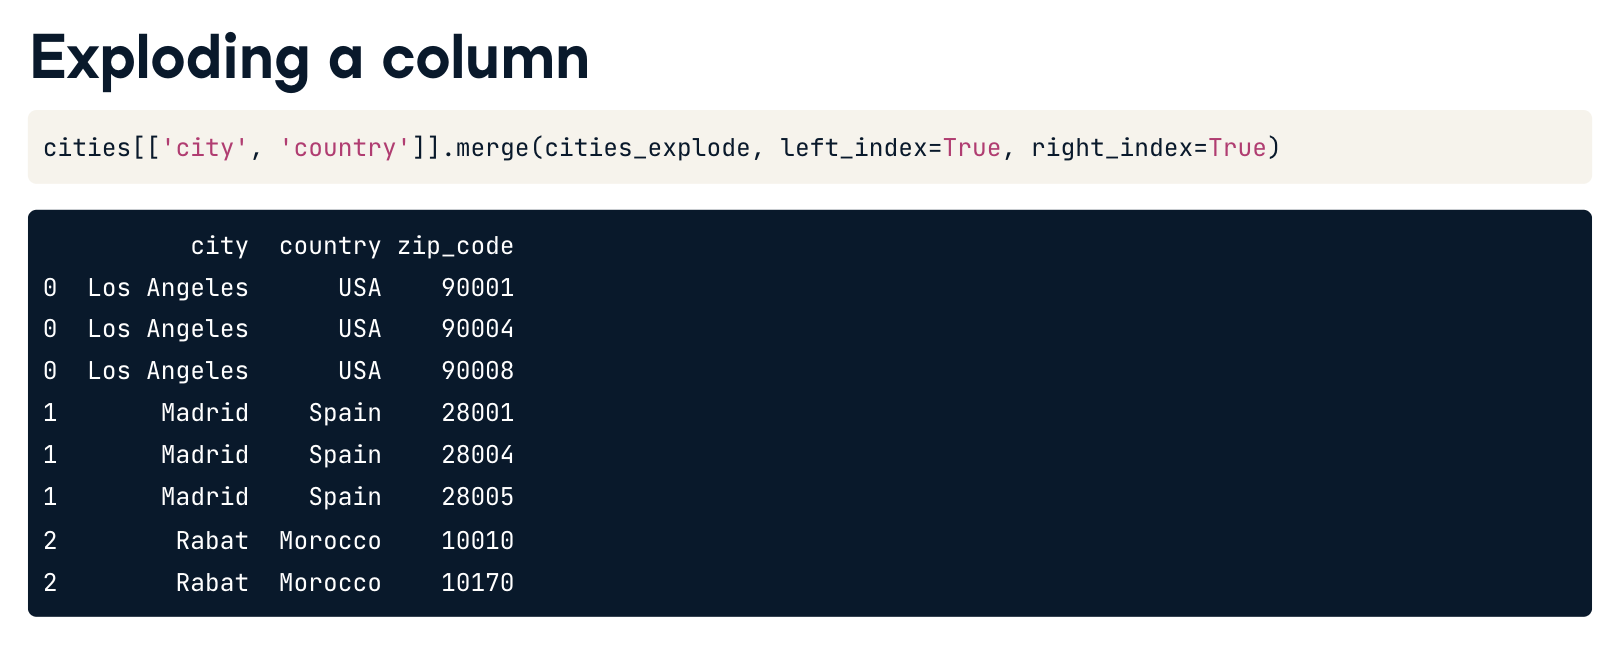 Exploding a column
cities[['city', 'country']].merge(cities_explode, left_index=True, right_index=True)
city country zip_code
0 Los Angeles USA 90001
0 Los Angeles USA 90004
0 Los Angeles USA 90008
1 Madrid Spain 28001
1 Madrid Spain 28004
1 Madrid Spain 28005
2 Rabat Morocco 10010
2 Rabat Morocco 10170